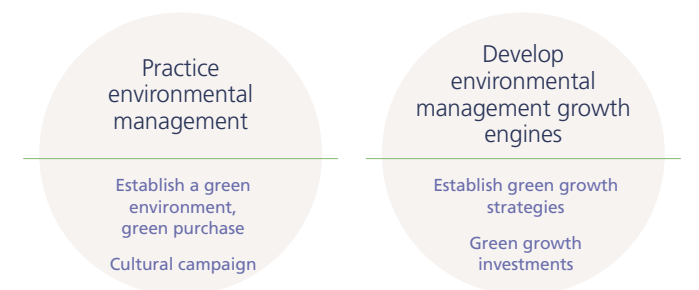 Practice
environmental
management
Establish a green
environment,
green purchase
Cultural campaign
Develop
environmental
management growth
engines
Establish green growth
strategies
Green growth
investments